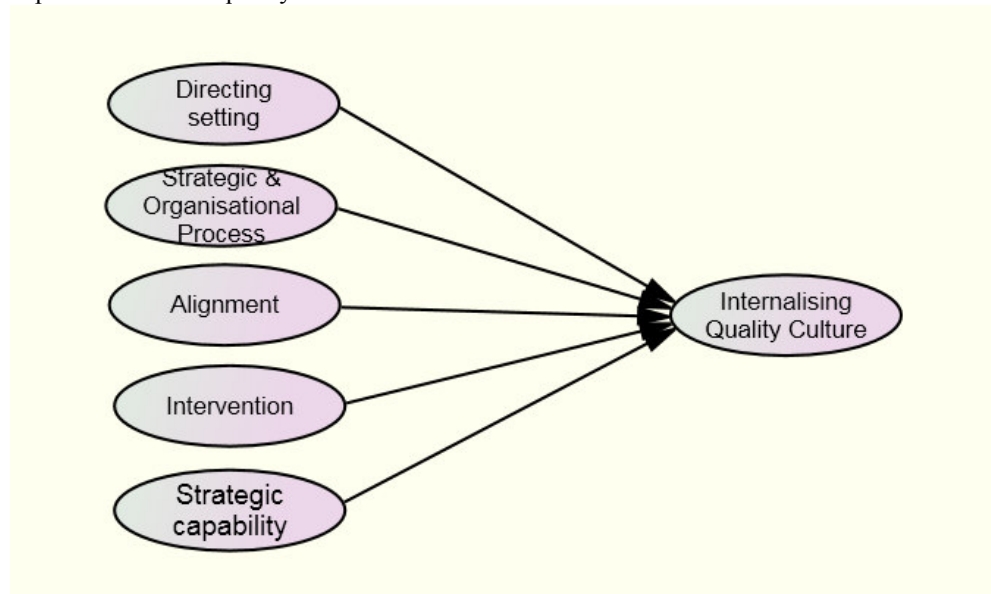 Directing
setting
Strategic &
Organisational
Process
Alignment
Intervention
Strategic
capability
Internalising
Quality Culture